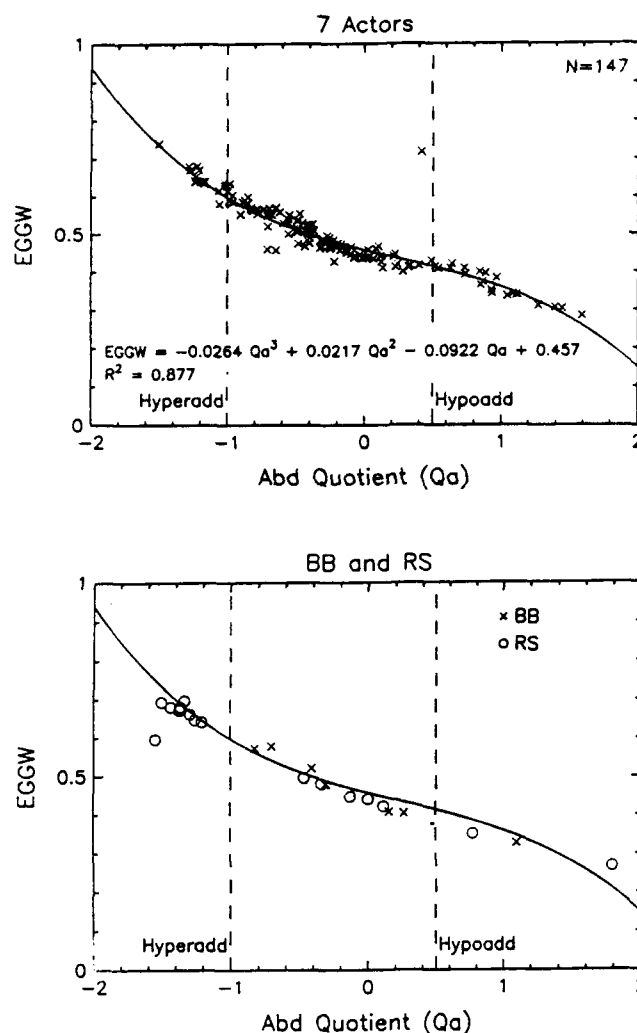 7 Actors
N=147
1
0.5
0
EGGW
EGGW = −0.0264 Qa³ + 0.0217 Qa² − 0.0922 Qa + 0.457
R² = 0.877
Hyperadd
Hypoadd
−2 −1 0 1 2
Abd Quotient (Qa)
BB and RS
× BB
○ RS
1
0.5
0
EGGW
Hyperadd
Hypoadd
−2 −1 0 1 2
Abd Quotient (Qa)